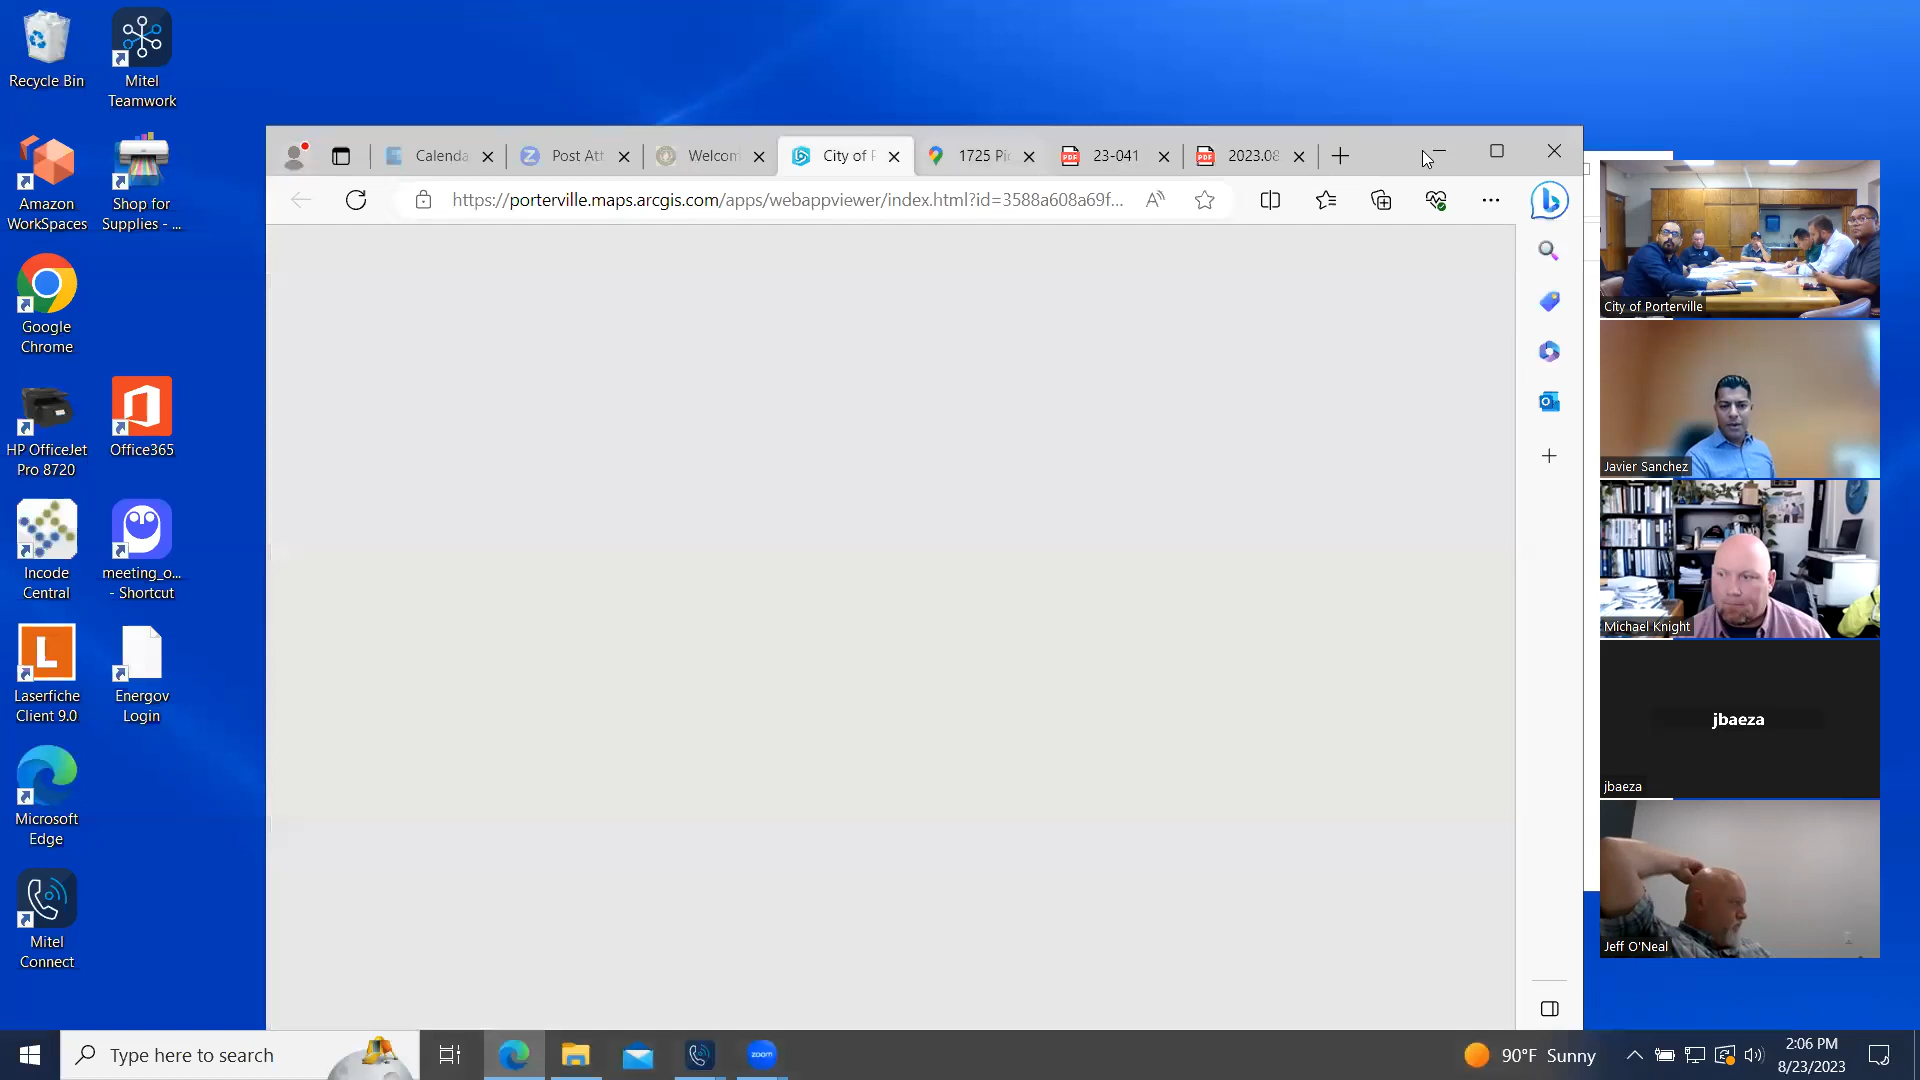 Recycle Bin
Mitel
Teamwork
Amazon
WorkSpaces
Shop for
Supplies - ...
Google
Chrome
HP OfficeJet
Pro 8720
Office365
Incode
Central
meeting_o...
- Shortcut
Laserfiche
Client 9.0
Energov
Login
Microsoft
Edge
Mitel
Connect
Calenda
Post Att
Welcom
City of P
1725 Pi
PDF
23-041
PDF
2023.08
https://porterville.maps.arcgis.com/apps/webappviewer/index.html?id=3588a608a69f...
City of Porterville
Javier Sanchez
Michael Knight
jbaeza
jbaeza
Jeff O'Neal
Type here to search
zoom
90°F Sunny
2:06 PM
8/23/2023